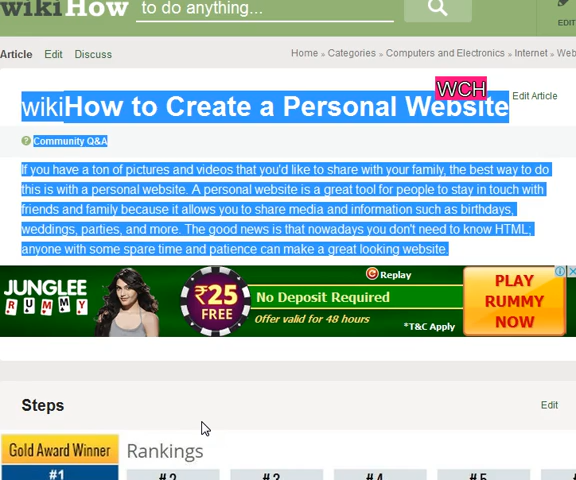 wikiHow to do anything...
EDIT
Article Edit Discuss Home » Categories » Computers and Electronics » Internet » Web
WCH
wikiHow to Create a Personal Website Edit Article
Community Q&A
If you have a ton of pictures and videos that you'd like to share with your family, the best way to do
this is with a personal website. A personal website is a great tool for people to stay in touch with
friends and family because it allows you to share media and information such as birthdays,
weddings, parties, and more. The good news is that nowadays you don't need to know HTML;
anyone with some spare time and patience can make a great looking website.
JUNGLEE
RUMMY
₹25
FREE
Replay
No Deposit Required
Offer valid for 48 hours
*T&C Apply
PLAY
RUMMY
NOW
Steps Edit
Gold Award Winner Rankings
#1 #2 #3 #4 #5